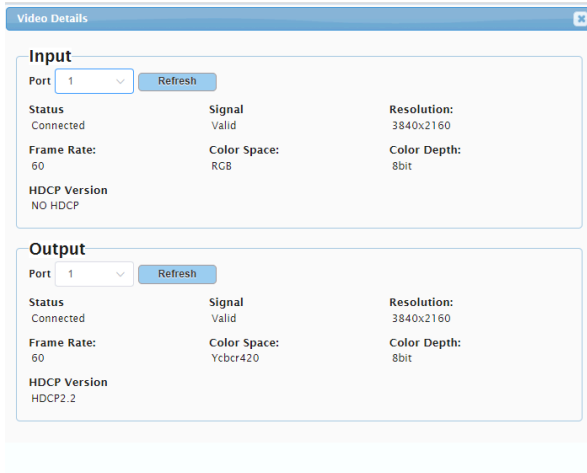 Video Details
Input
Port 1 Refresh
Status Signal Resolution:
Connected Valid 3840x2160
Frame Rate: Color Space: Color Depth:
60 RGB 8bit
HDCP Version
NO HDCP
Output
Port 1 Refresh
Status Signal Resolution:
Connected Valid 3840x2160
Frame Rate: Color Space: Color Depth:
60 Ycbcr420 8bit
HDCP Version
HDCP2.2